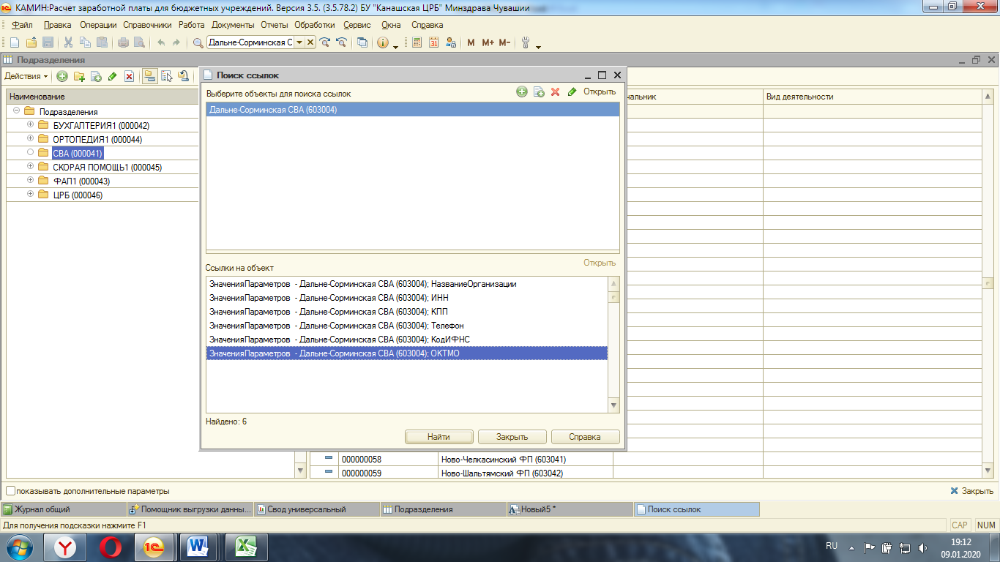 КАМИН:Расчет заработной платы для бюджетных учреждений. Версия 3.5. (3.5.78.2) БУ "Канашская ЦРБ" Минздрава Чувашии
Файл Правка Операции Справочники Работа Документы Отчеты Обработки Сервис Окна Справка
Дальне-Сорминская С M M+ M-
Подразделения
Действия
Наименование
Подразделения
БУХГАЛТЕРИЯ1 (000042)
ОРТОПЕДИЯ1 (000044)
СВА (000041)
СКОРАЯ ПОМОЩЬ1 (000045)
ФАП1 (000043)
ЦРБ (000046)
Поиск ссылок
Выберите объекты для поиска ссылок
Открыть
Дальне-Сорминская СВА (603004)
чальник
Вид деятельности
Открыть
Ссылки на объект
ЗначенияПараметров - Дальне-Сорминская СВА (603004); НазваниеОрганизации
ЗначенияПараметров - Дальне-Сорминская СВА (603004); ИНН
ЗначенияПараметров - Дальне-Сорминская СВА (603004); КПП
ЗначенияПараметров - Дальне-Сорминская СВА (603004); Телефон
ЗначенияПараметров - Дальне-Сорминская СВА (603004); КодИФНС
ЗначенияПараметров - Дальне-Сорминская СВА (603004); ОКТМО
Найдено: 6
Найти Закрыть Справка
000000058 Ново-Челкасинский ФП (603041)
000000059 Ново-Шальтямский ФП (603042)
показывать дополнительные параметры
Закрыть
Журнал общий Помощник выгрузки данны... Свод универсальный Подразделения Новый5 * Поиск ссылок
Для получения подсказки нажмите F1
CAP NUM
RU
19:12
09.01.2020